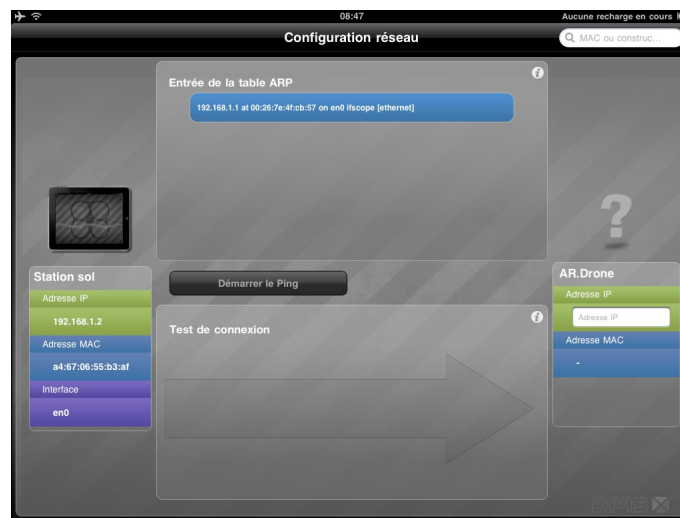 08:47
Aucune recharge en cours
Configuration réseau
MAC ou construc...
Entrée de la table ARP
192.168.1.1 at 00:26:7e:4f:cb:57 on en0 ifscope [ethernet]
Station sol
Adresse IP
192.168.1.2
Adresse MAC
a4:67:06:55:b3:af
Interface
en0
Démarrer le Ping
Test de connexion
AR.Drone
Adresse IP
Adresse IP
Adresse MAC
-
DMS